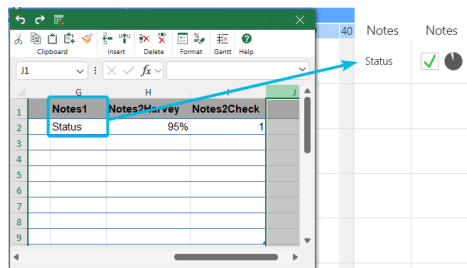 Clipboard
Insert
Delete
Format
Gantt
Help
J1
fx
G H I J
1 Notes1 Notes2Harvey Notes2Check
2 Status 95% 1
3
4
5
6
7
8
9
40 Notes Notes
Status